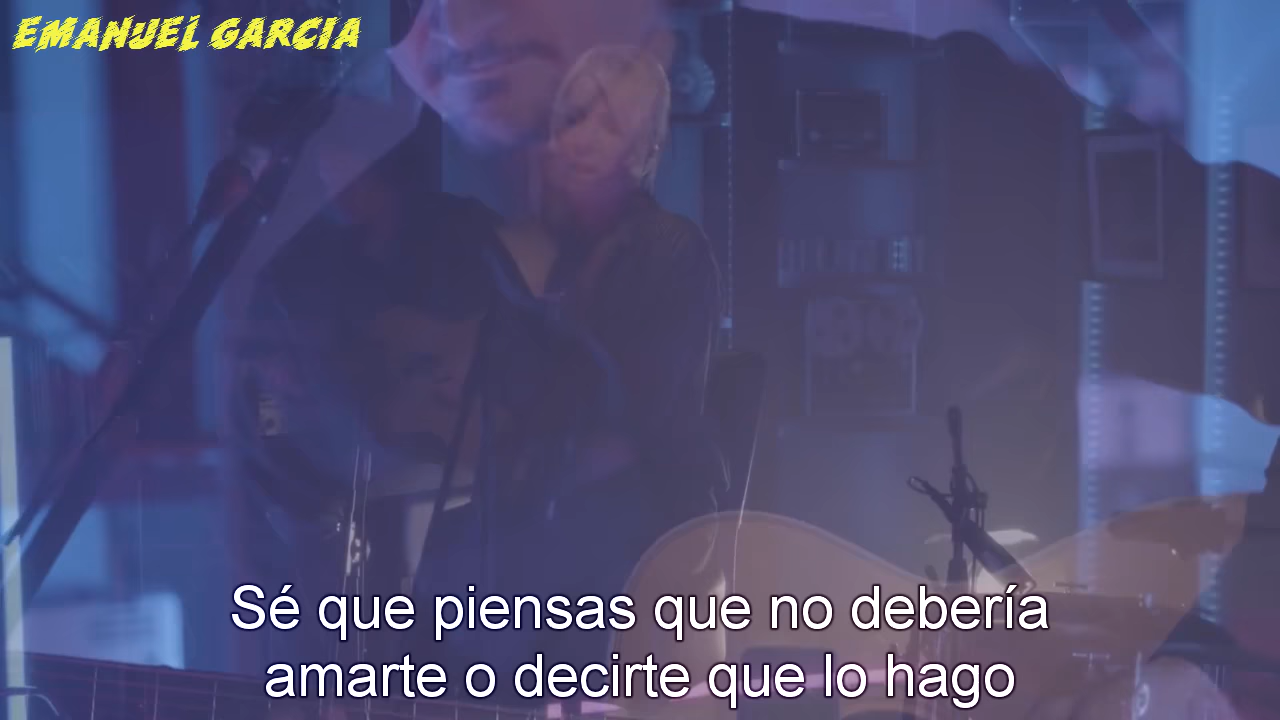 EMANUEL GARCIA
Sé que piensas que no debería
amarte o decirte que lo hago